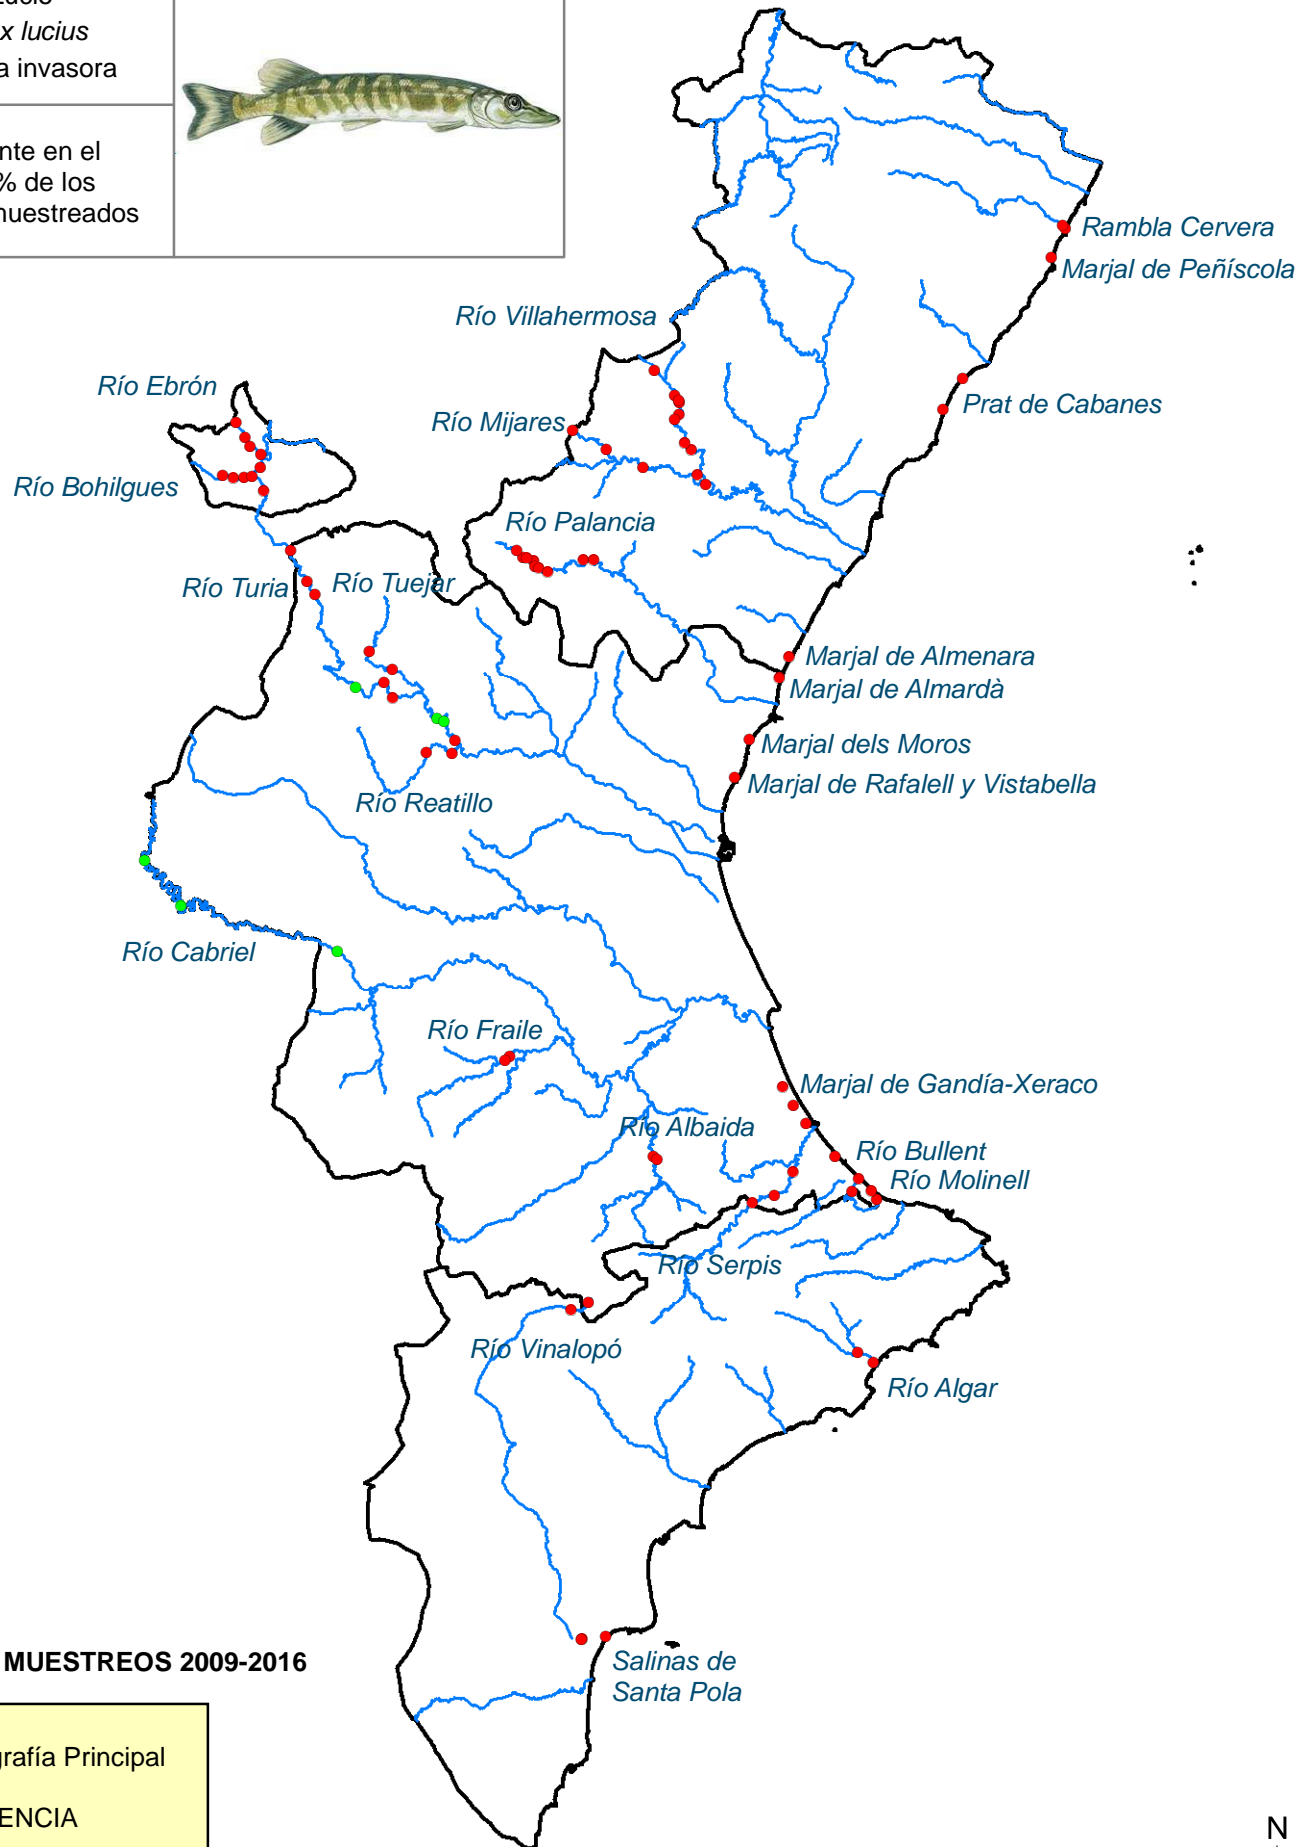 x lucius
a invasora
nte en el
% de los
nuestreados
Rambla Cervera
Marjal de Peñíscola
Río Villahermosa
Río Ebrón
Río Mijares
Prat de Cabanes
Río Bohilgues
Río Palancia
Río Turia
Río Tuejar
Marjal de Almenara
Marjal de Almardà
Marjal dels Moros
Marjal de Rafalell y Vistabella
Río Reatillo
Río Cabriel
Río Fraile
Marjal de Gandía-Xeraco
Río Albaida
Río Bullent
Río Molinell
Río Serpis
Río Vinalopó
Río Algar
MUESTREOS 2009-2016
Salinas de
Santa Pola
grafía Principal
ENCIA
N